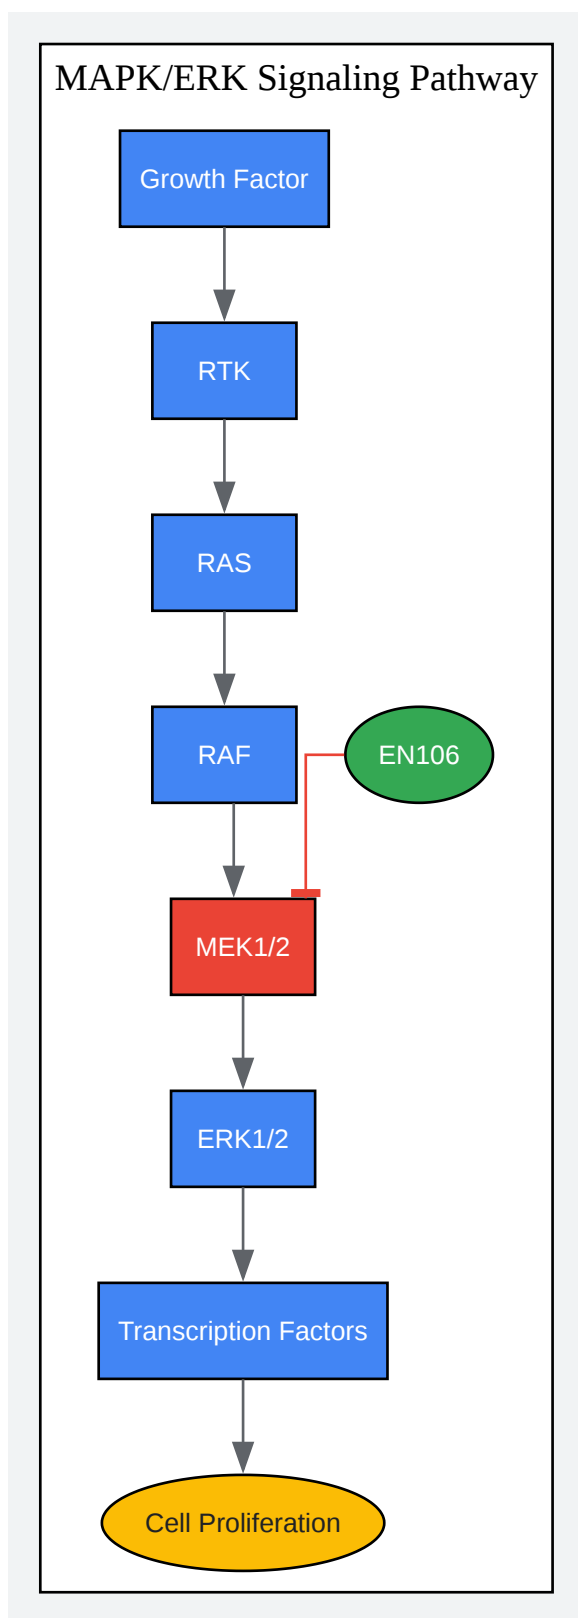 MAPK/ERK Signaling Pathway
Growth Factor
RTK
RAS
RAF
EN106
MEK1/2
ERK1/2
Transcription Factors
Cell Proliferation